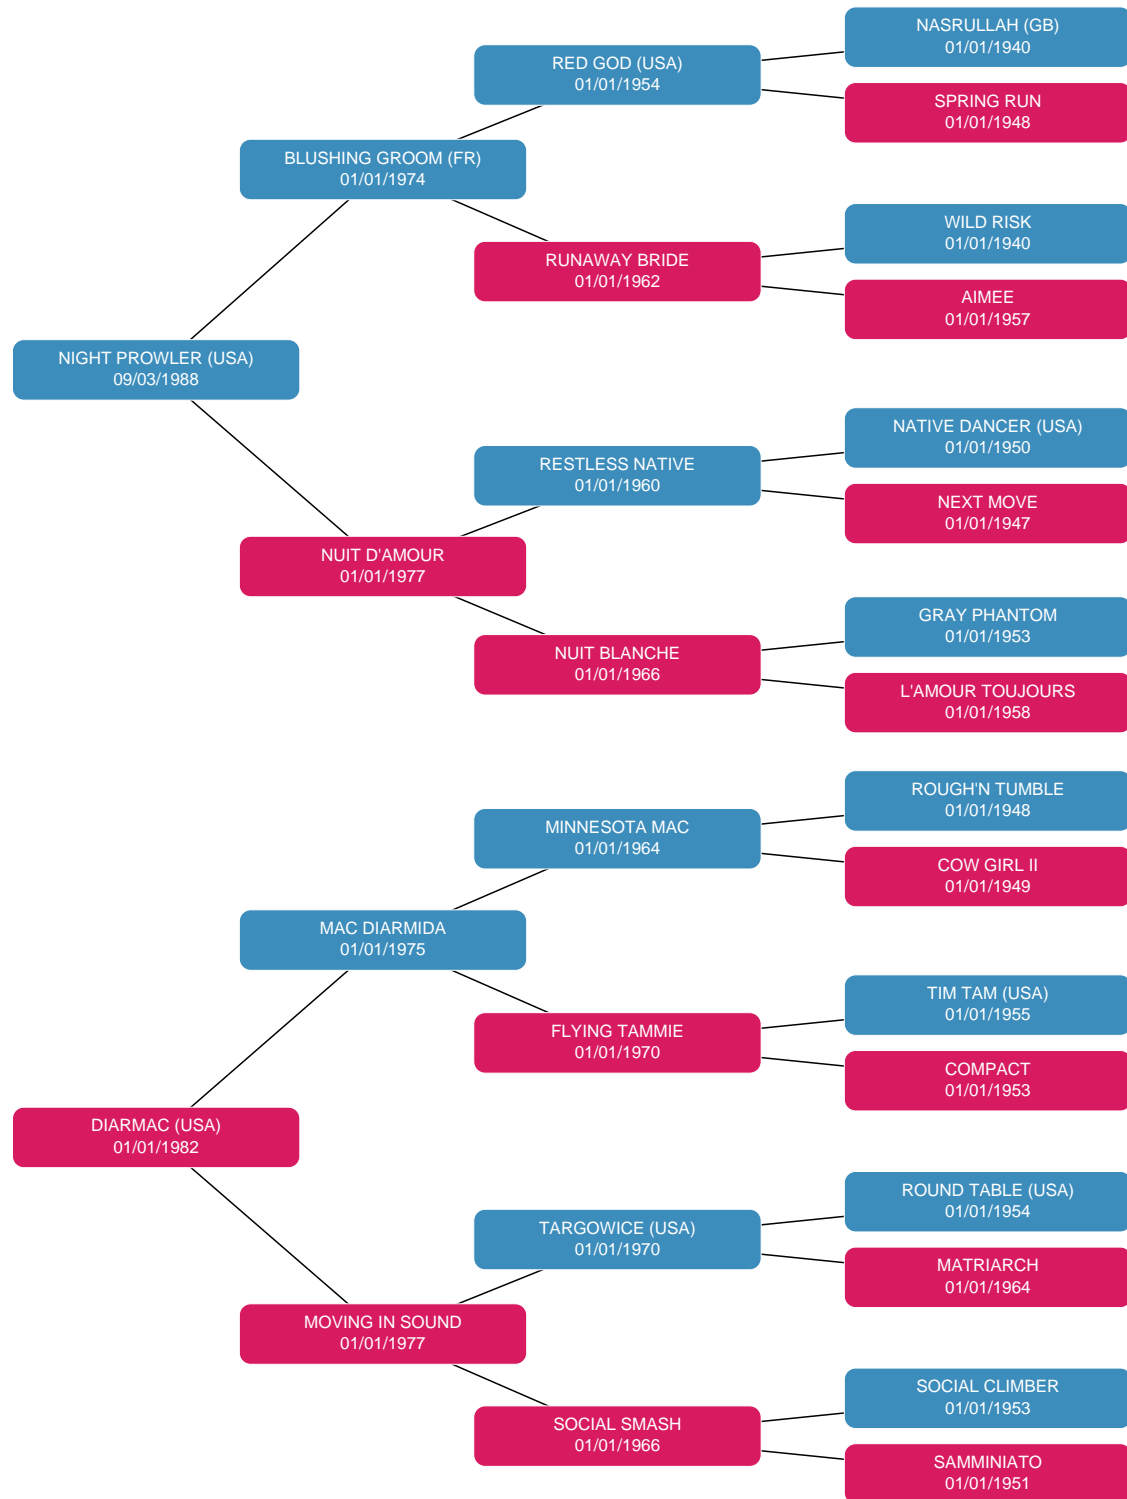 NASRULLAH (GB)
01/01/1940
RED GOD (USA)
01/01/1954
SPRING RUN
01/01/1948
BLUSHING GROOM (FR)
01/01/1974
WILD RISK
01/01/1940
RUNAWAY BRIDE
01/01/1962
AIMEE
01/01/1957
NIGHT PROWLER (USA)
09/03/1988
NATIVE DANCER (USA)
01/01/1950
RESTLESS NATIVE
01/01/1960
NEXT MOVE
01/01/1947
NUIT D'AMOUR
01/01/1977
GRAY PHANTOM
01/01/1953
NUIT BLANCHE
01/01/1966
L'AMOUR TOUJOURS
01/01/1958
ROUGH'N TUMBLE
01/01/1948
MINNESOTA MAC
01/01/1964
COW GIRL II
01/01/1949
MAC DIARMIDA
01/01/1975
TIM TAM (USA)
01/01/1955
FLYING TAMMIE
01/01/1970
COMPACT
01/01/1953
DIARMAC (USA)
01/01/1982
ROUND TABLE (USA)
01/01/1954
TARGOWICE (USA)
01/01/1970
MATRIARCH
01/01/1964
MOVING IN SOUND
01/01/1977
SOCIAL CLIMBER
01/01/1953
SOCIAL SMASH
01/01/1966
SAMMINIATO
01/01/1951